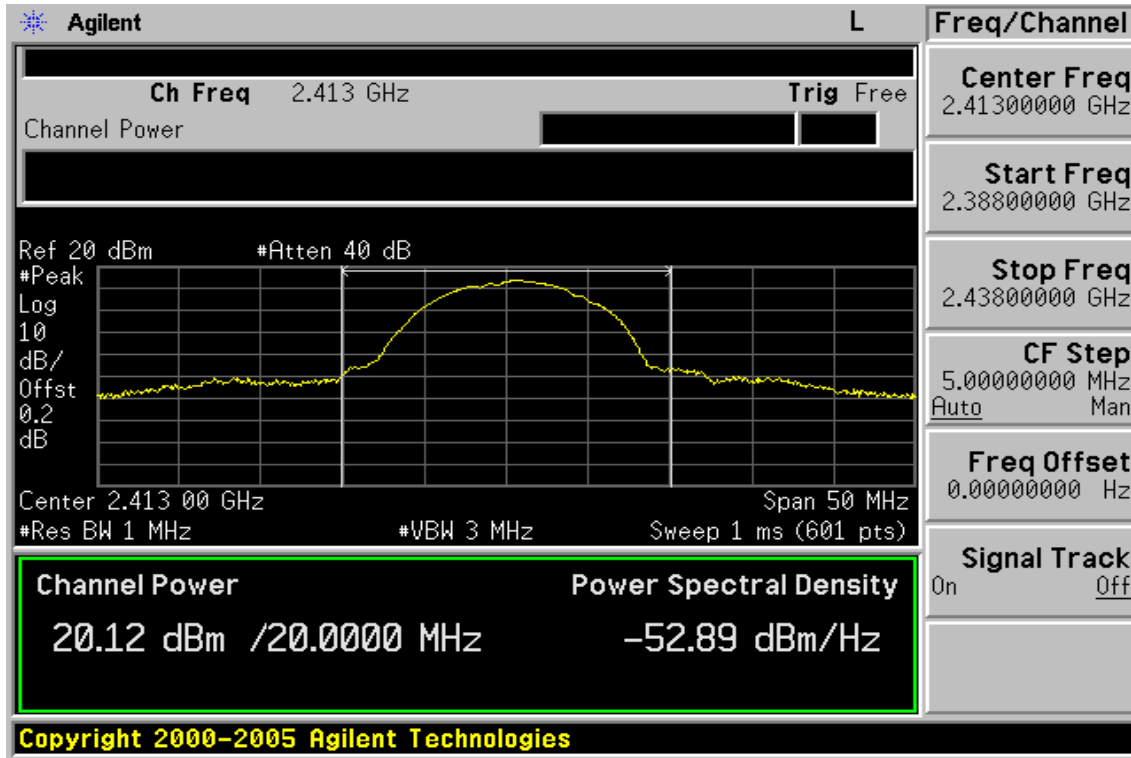 Agilent L
Freq/Channel
Ch Freq 2.413 GHz Trig Free
Channel Power
Ref 20 dBm #Atten 40 dB
#Peak
Log
10
dB/
Offst
0.2
dB
Center 2.413 00 GHz Span 50 MHz
#Res BW 1 MHz #VBW 3 MHz Sweep 1 ms (601 pts)
Channel Power Power Spectral Density
20.12 dBm /20.0000 MHz -52.89 dBm/Hz
Copyright 2000-2005 Agilent Technologies
Center Freq
2.41300000 GHz
Start Freq
2.38800000 GHz
Stop Freq
2.43800000 GHz
CF Step
5.00000000 MHz
Auto Man
Freq Offset
0.00000000 Hz
Signal Track
On Off